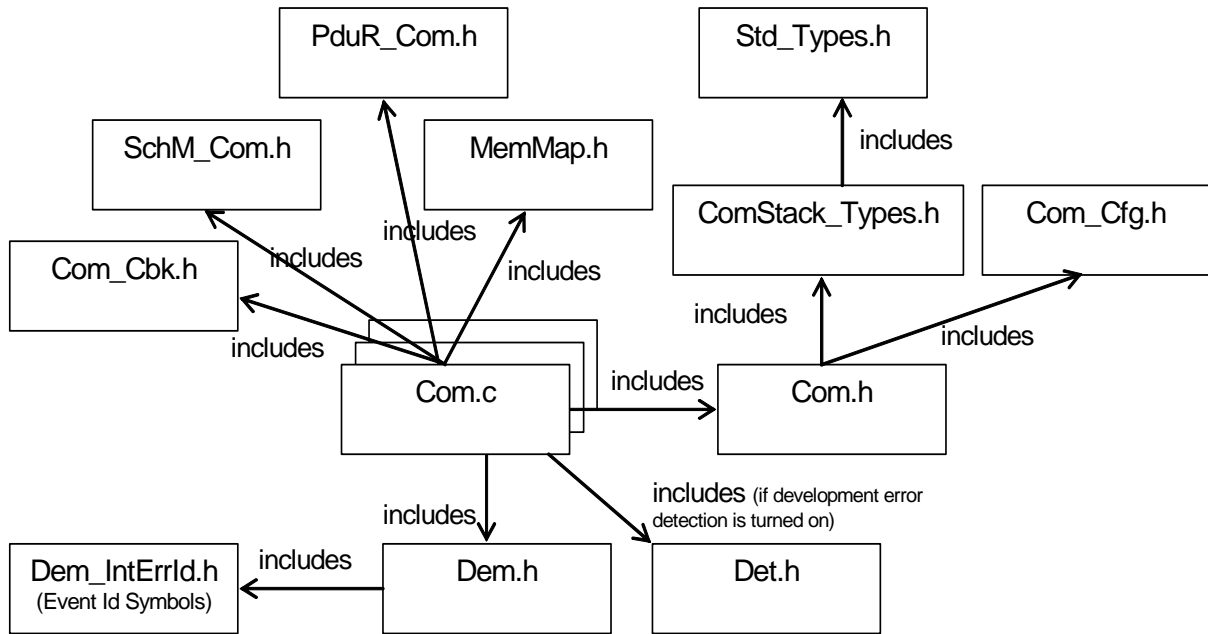 PduR_Com.h
Std_Types.h
SchM_Com.h
MemMap.h
includes
ComStack_Types.h
Com_Cfg.h
includes
includes
Com_Cbk.h
includes
includes
includes
includes
includes
Com.c
includes
Com.h
includes (if development error
detection is turned on)
includes
Dem_IntErrId.h
(Event Id Symbols)
includes
Dem.h
Det.h